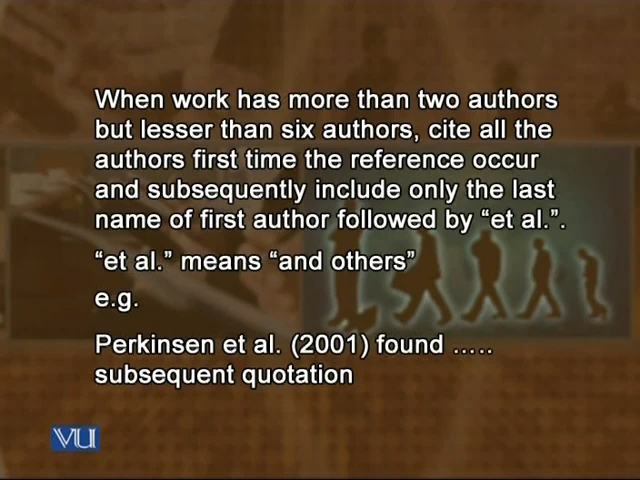 When work has more than two authors
but lesser than six authors, cite all the
authors first time the reference occur
and subsequently include only the last
name of first author followed by “et al.”.
“et al.” means “and others”
e.g.
Perkinsen et al. (2001) found …..
subsequent quotation
VU